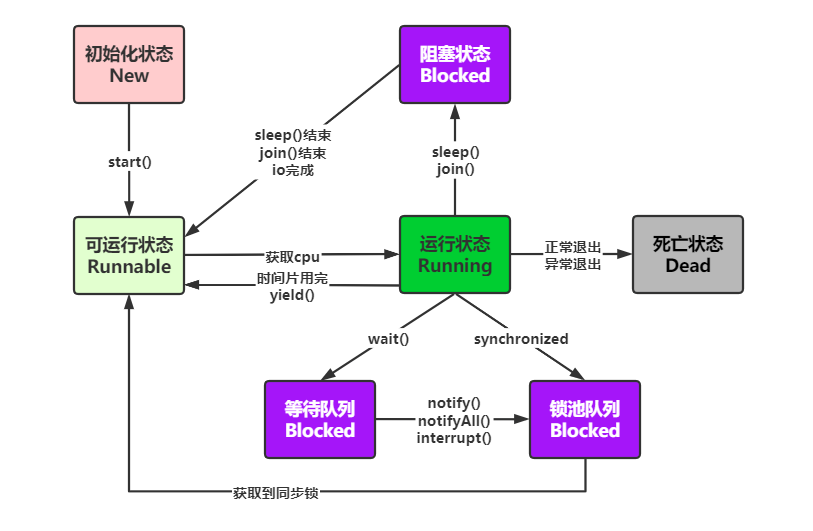 初始化状态
New
阻塞状态
Blocked
start()
sleep()结束
join()结束
io完成
sleep()
join()
可运行状态
Runnable
获取cpu
时间片用完
yield()
运行状态
Running
正常退出
异常退出
死亡状态
Dead
wait()
synchronized
等待队列
Blocked
notify()
notifyAll()
interrupt()
锁池队列
Blocked
获取到同步锁